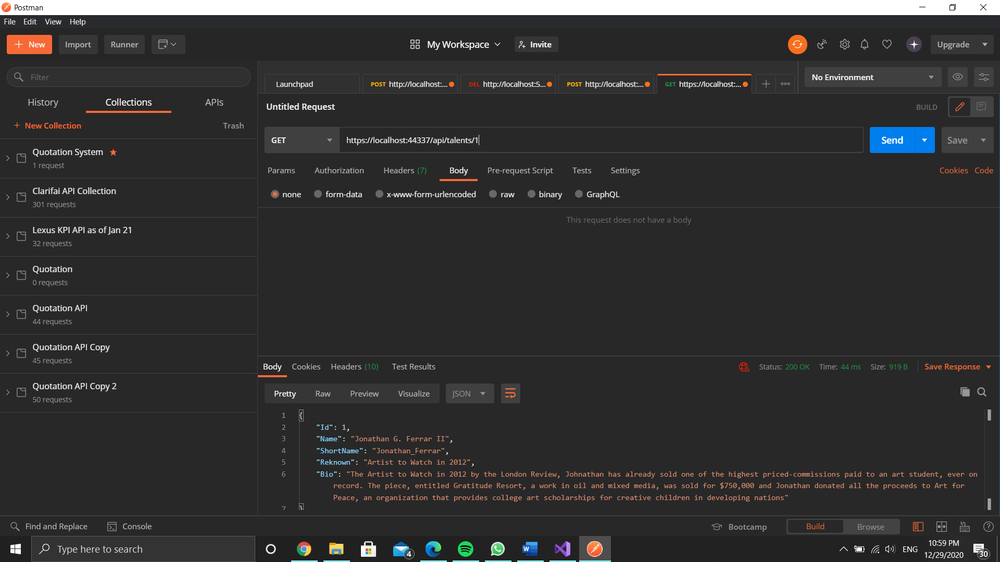 Postman
File Edit View Help
New Import Runner My Workspace Invite Upgrade
Filter
History Collections APIs
+ New Collection Trash
Quotation System
1 request
Clarifai API Collection
301 requests
Lexus KPI API as of Jan 21
32 requests
Quotation
0 requests
Quotation API
44 requests
Quotation API Copy
45 requests
Quotation API Copy 2
50 requests
Launchpad POST http://localhost:... DEL http://localhost:5... POST http://localhost:... GET https://localhost:... No Environment
Untitled Request BUILD
GET https://localhost:44337/api/talents/1 Send Save
Params Authorization Headers (7) Body Pre-request Script Tests Settings Cookies Code
none form-data x-www-form-urlencoded raw binary GraphQL
This request does not have a body
Body Cookies Headers (10) Test Results Status: 200 OK Time: 44 ms Size: 919 B Save Response
Pretty Raw Preview Visualize JSON
1 {
2 "Id": 1,
3 "Name": "Jonathan G. Ferrar II",
4 "ShortName": "Jonathan_Ferrar",
5 "Reknown": "Artist to Watch in 2012",
6 "Bio": "The Artist to Watch in 2012 by the London Review, Johnathan has already sold one of the highest priced-commissions paid to an art student, ever on
record. The piece, entitled Gratitude Resort, a work in oil and mixed media, was sold for $750,000 and Jonathan donated all the proceeds to Art for
Peace, an organization that provides college art scholarships for creative children in developing nations"
7 }
Find and Replace Console Bootcamp Build Browse
Type here to search 4 ENG 10:59 PM
12/29/2020 30